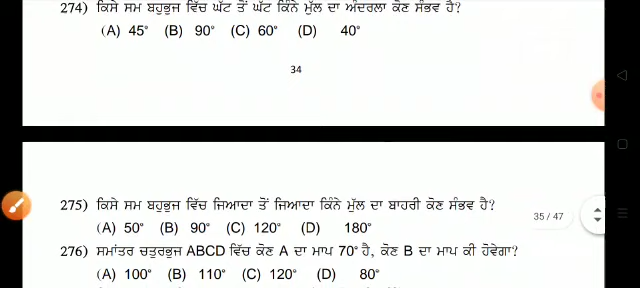 274) ਕਿਸੇ ਸਮ ਬਹੁਭੁਜ ਵਿੱਚ ਘੱਟ ਤੋਂ ਘੱਟ ਕਿੰਨੇ ਮੁੱਲ ਦਾ ਅੰਦਰਲਾ ਕੋਣ ਸੰਭਵ ਹੈ?
(A) 45° (B) 90° (C) 60° (D) 40°
34
275) ਕਿਸੇ ਸਮ ਬਹੁਭੁਜ ਵਿੱਚ ਜਿਆਦਾ ਤੋਂ ਜਿਆਦਾ ਕਿੰਨੇ ਮੁੱਲ ਦਾ ਬਾਹਰੀ ਕੋਣ ਸੰਭਵ ਹੈ?
35 / 47
(A) 50° (B) 90° (C) 120° (D) 180°
276) ਸਮਾਂਤਰ ਚਤੁਰਭੁਜ ABCD ਵਿੱਚ ਕੋਣ A ਦਾ ਮਾਪ 70° ਹੈ, ਕੋਣ B ਦਾ ਮਾਪ ਕੀ ਹੋਵੇਗਾ?
(A) 100° (B) 110° (C) 120° (D) 80°